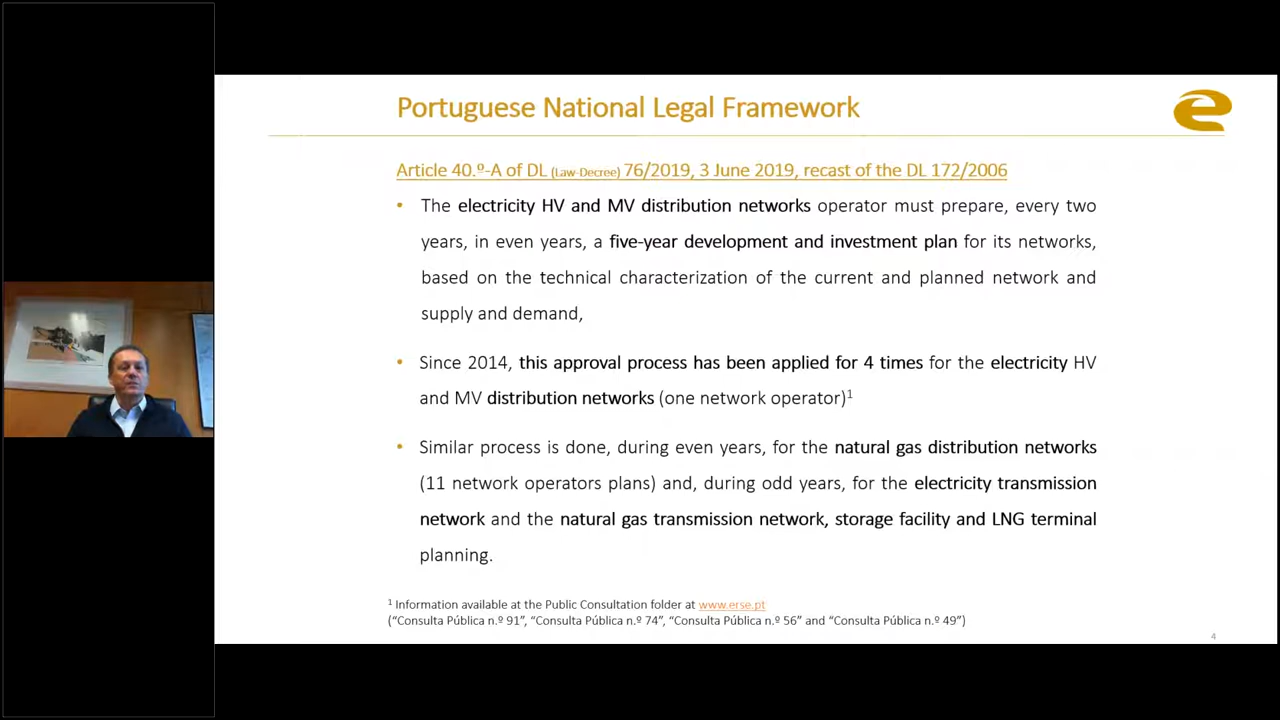 Portuguese National Legal Framework
Article 40.º-A of DL (Law-Decree) 76/2019, 3 June 2019, recast of the DL 172/2006
• The electricity HV and MV distribution networks operator must prepare, every two
years, in even years, a five-year development and investment plan for its networks,
based on the technical characterization of the current and planned network and
supply and demand,
• Since 2014, this approval process has been applied for 4 times for the electricity HV
and MV distribution networks (one network operator)¹
• Similar process is done, during even years, for the natural gas distribution networks
(11 network operators plans) and, during odd years, for the electricity transmission
network and the natural gas transmission network, storage facility and LNG terminal
planning.
¹ Information available at the Public Consultation folder at www.erse.pt
(“Consulta Pública n.º 91”, “Consulta Pública n.º 74”, “Consulta Pública n.º 56” and “Consulta Pública n.º 49”)
4